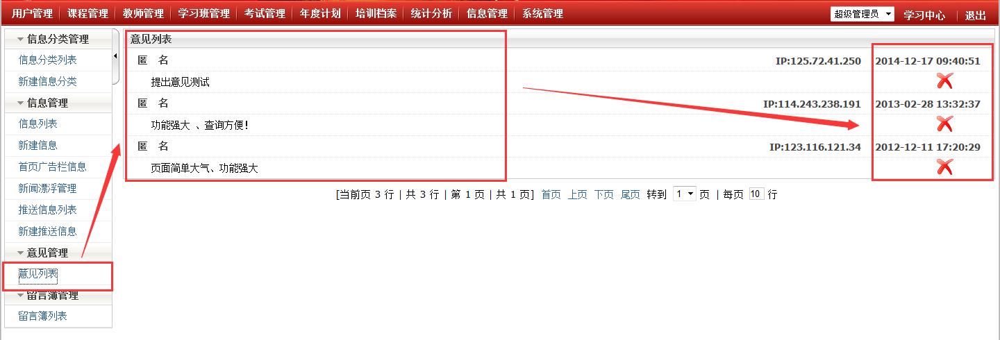 用户管理 课程管理 教师管理 学习班管理 考试管理 年度计划 培训档案 统计分析 信息管理 系统管理 超级管理员 学习中心 退出
信息分类管理
信息分类列表
新建信息分类
信息管理
信息列表
新建信息
首页广告栏信息
新闻漂浮管理
推送信息列表
新建推送信息
意见管理
意见列表
留言簿管理
留言簿列表
意见列表
匿 名 IP:125.72.41.250 2014-12-17 09:40:51
提出意见测试
匿 名 IP:114.243.238.191 2013-02-28 13:32:37
功能强大 、查询方便!
匿 名 IP:123.116.121.34 2012-12-11 17:20:29
页面简单大气、功能强大
[当前页 3 行 | 共 3 行 | 第 1 页 | 共 1 页] 首页 上页 下页 尾页 转到 1 页 | 每页 10 行